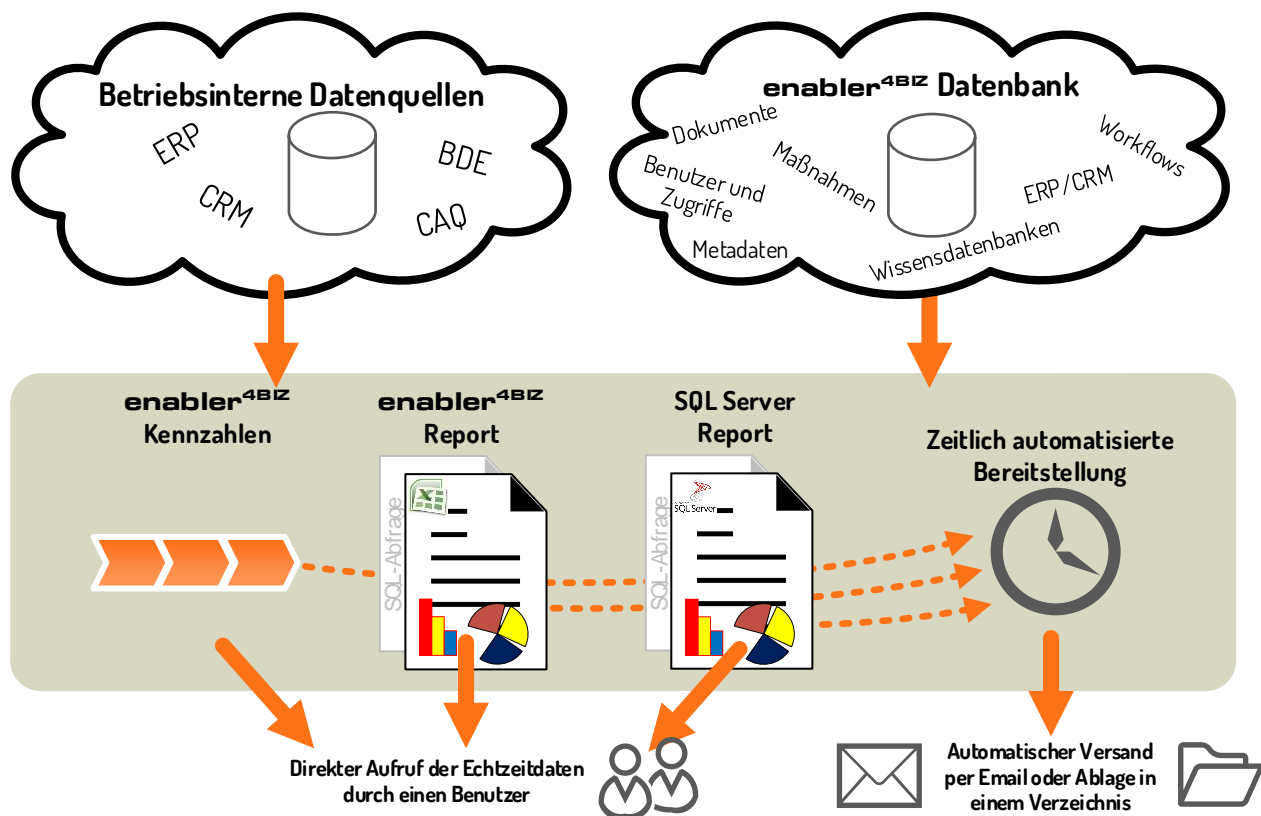 Betriebsinterne Datenquellen
ERP
CRM
BDE
CAQ
enabler4BIZ Datenbank
Dokumente
Maßnahmen
Workflows
Benutzer und
Zugriffe
ERP/CRM
Metadaten
Wissensdatenbanken
enabler4BIZ
Kennzahlen
enabler4BIZ
Report
SQL Server
Report
Zeitlich automatisierte
Bereitstellung
SQL-Abfrage
SQL-Abfrage
SQL Server
Direkter Aufruf der Echtzeitdaten
durch einen Benutzer
Automatischer Versand
per Email oder Ablage in
einem Verzeichnis